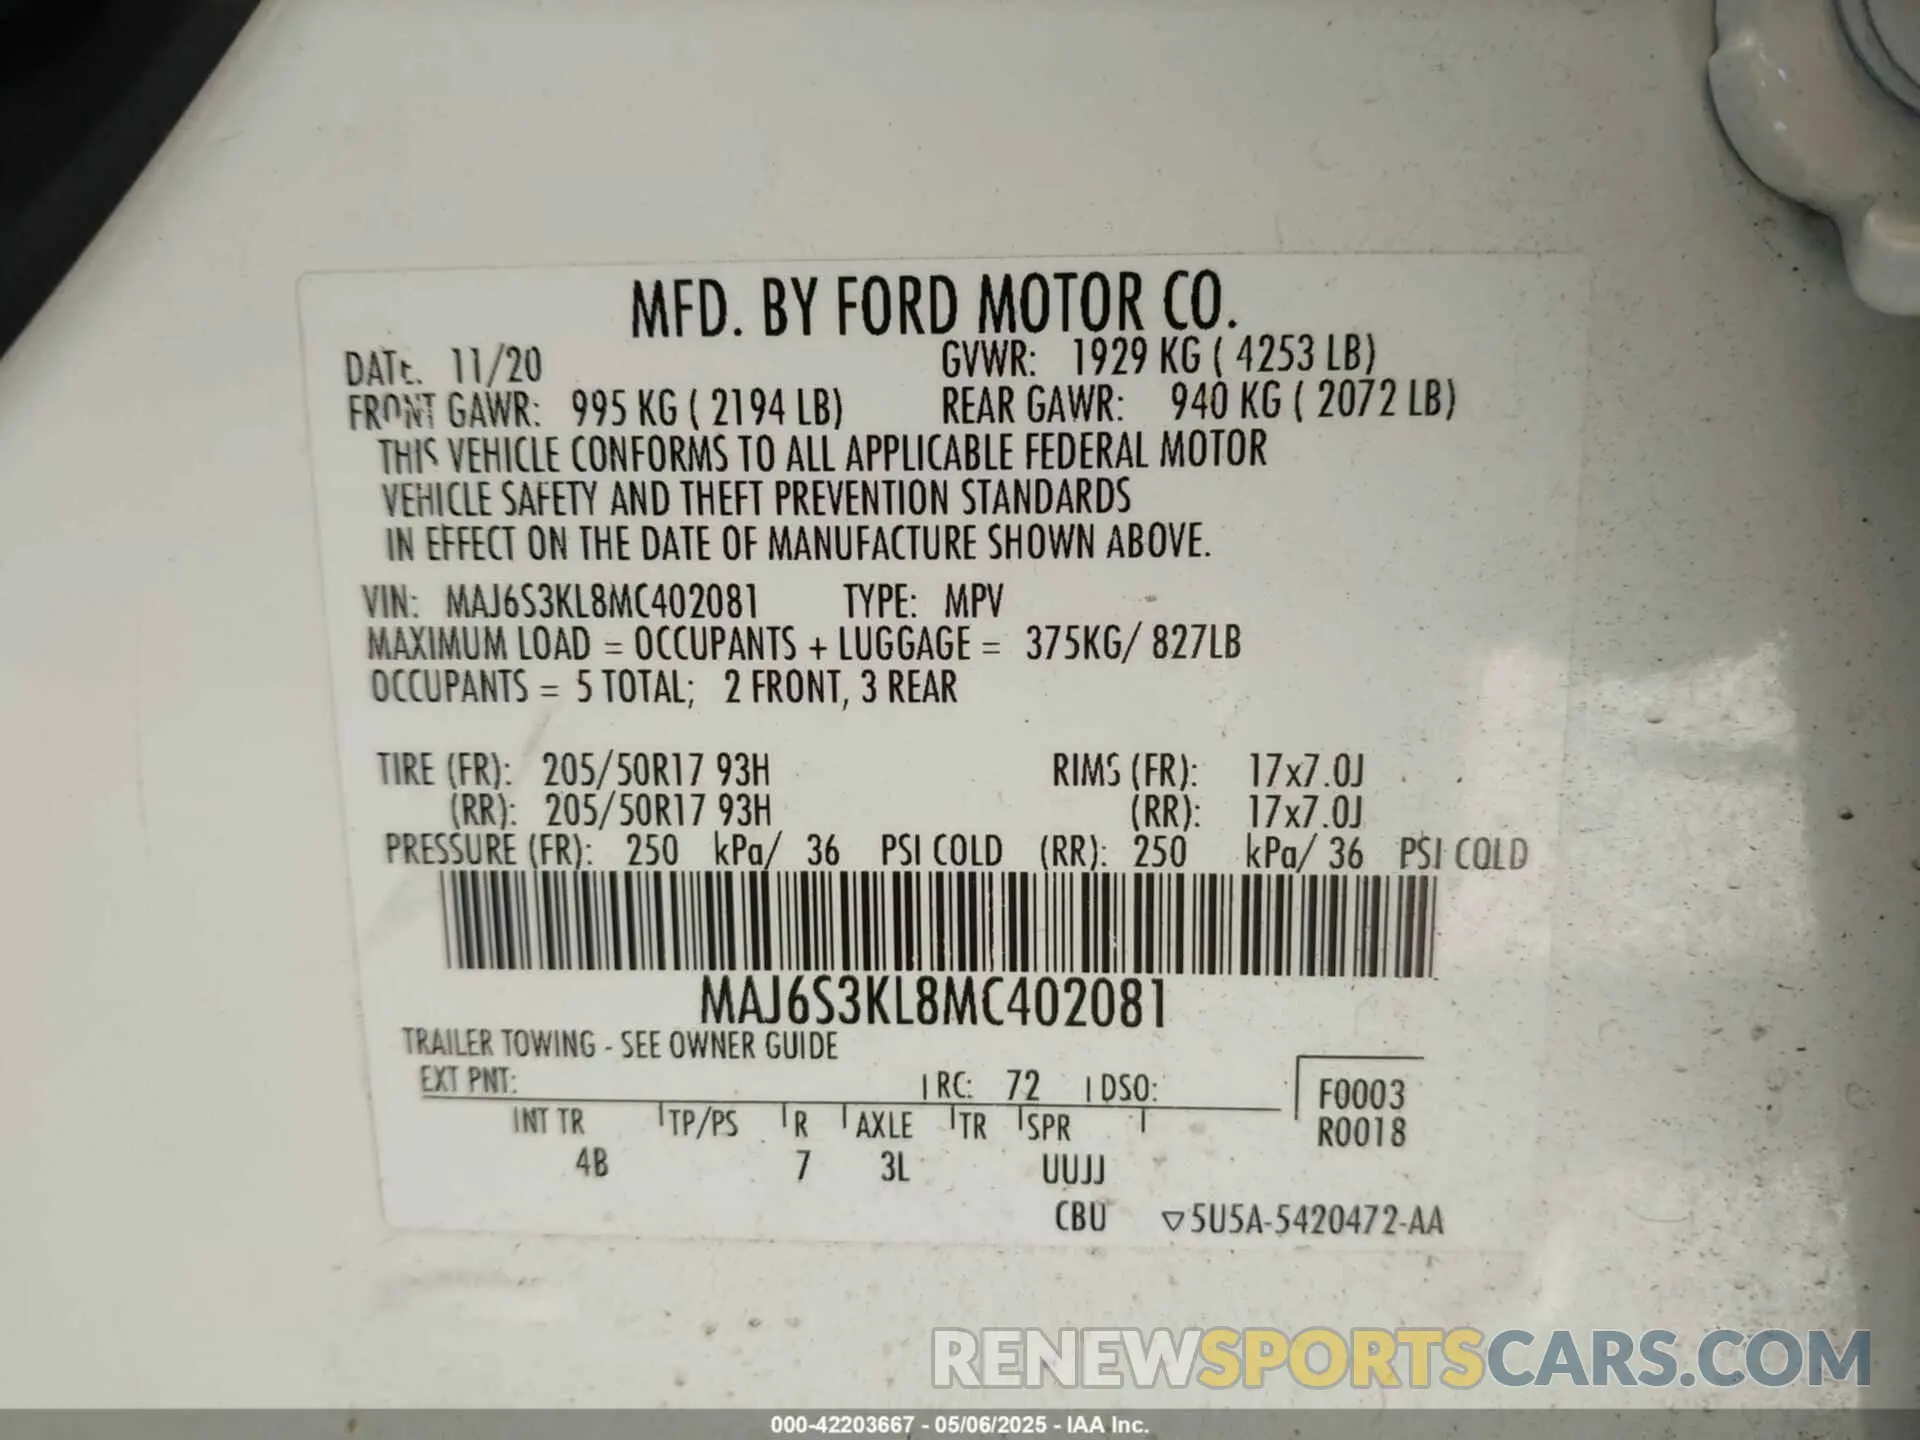 MFD. BY FORD MOTOR CO.
DATE. 11/20 GVWR: 1929 KG ( 4253 LB)
FRONT GAWR: 995 KG ( 2194 LB) REAR GAWR: 940 KG ( 2072 LB)
THIS VEHICLE CONFORMS TO ALL APPLICABLE FEDERAL MOTOR
VEHICLE SAFETY AND THEFT PREVENTION STANDARDS
IN EFFECT ON THE DATE OF MANUFACTURE SHOWN ABOVE.
VIN: MAJ6S3KL8MC402081 TYPE: MPV
MAXIMUM LOAD = OCCUPANTS + LUGGAGE = 375KG/ 827LB
OCCUPANTS = 5 TOTAL; 2 FRONT, 3 REAR
TIRE (FR): 205/50R17 93H RIMS (FR): 17x7.0J
(RR): 205/50R17 93H (RR): 17x7.0J
PRESSURE (FR): 250 kPa/ 36 PSI COLD (RR): 250 kPa/ 36 PSI COLD
MAJ6S3KL8MC402081
TRAILER TOWING - SEE OWNER GUIDE
EXT PNT: RC: 72 DSO: F0003
INT TR TP/PS R AXLE TR SPR R0018
4B 7 3L UUJJ
CBU ▽5U5A-5420472-AA
RENEWSPORTSCARS.COM
000-42203667 - 05/06/2025 - IAA Inc.